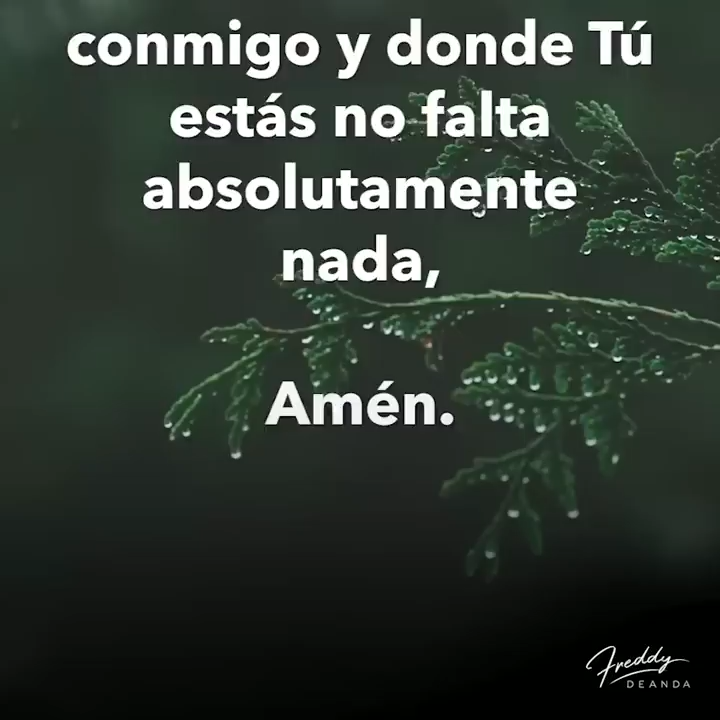 conmigo y donde Tú
estás no falta
absolutamente
nada,
Amén.
Freddy
DEANDA